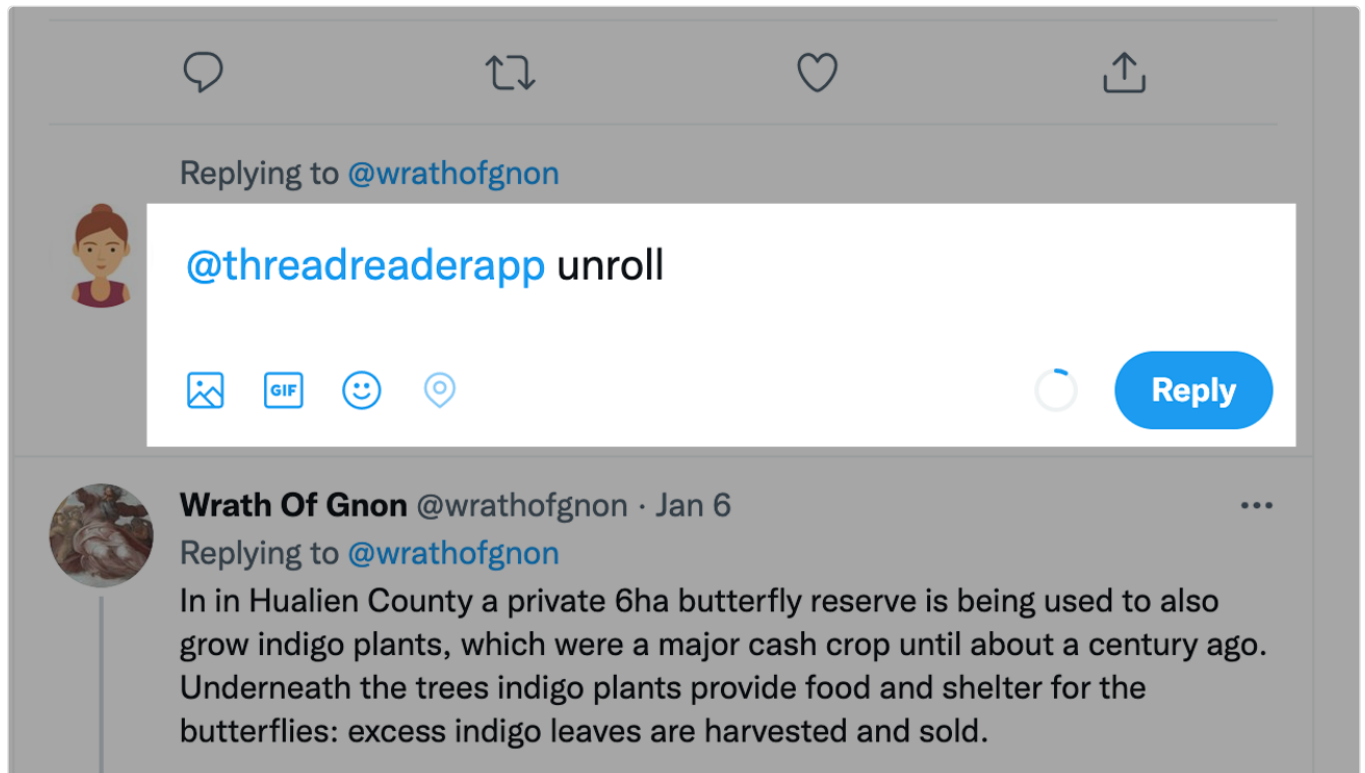 Replying to @wrathofgnon
@threadreaderapp unroll
GIF
Reply
Wrath Of Gnon @wrathofgnon · Jan 6
Replying to @wrathofgnon
In in Hualien County a private 6ha butterfly reserve is being used to also
grow indigo plants, which were a major cash crop until about a century ago.
Underneath the trees indigo plants provide food and shelter for the
butterflies: excess indigo leaves are harvested and sold.